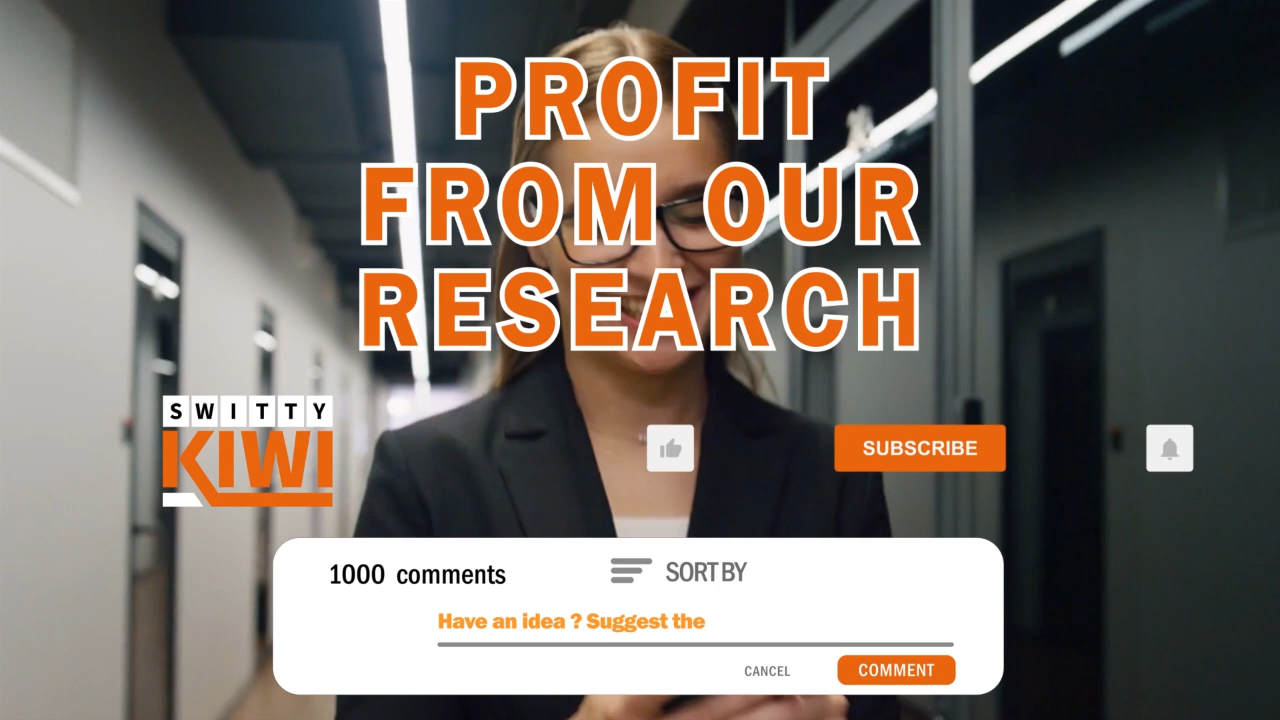 PROFIT
FROM OUR
RESEARCH
SWITTY
KIWI
SUBSCRIBE
1000 comments
SORT BY
Have an idea ? Suggest the
CANCEL
COMMENT